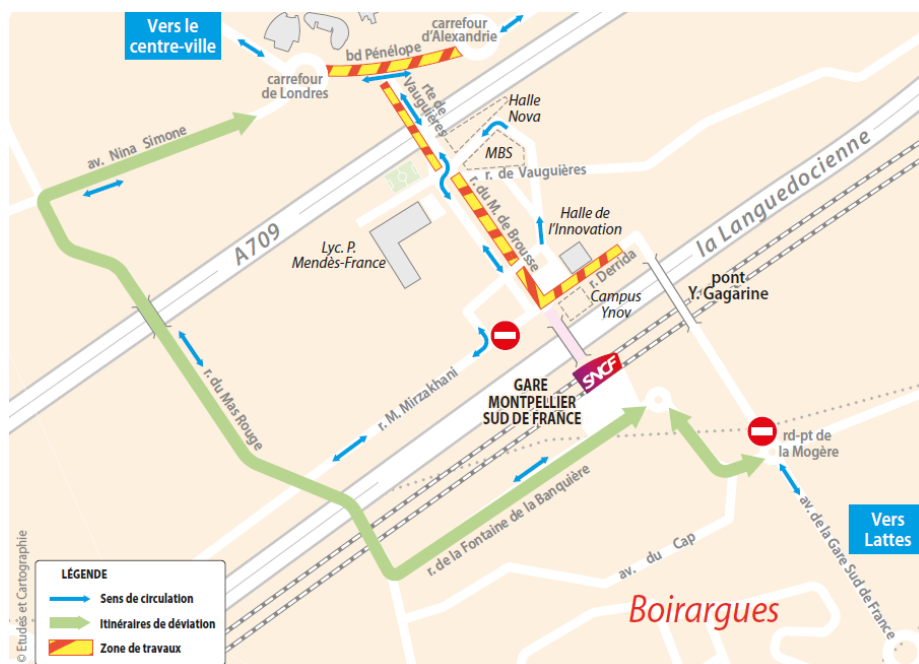 Vers le
centre-ville
carrefour
d'Alexandrie
bd Pénélope
carrefour
de Londres
rte de
Vauguières
Halle
Nova
av. Nina Simone
MBS
r. de Vauguières
la Languedocienne
A709
r. du M. de Brousse
Halle de
l'Innovation
Lyc. P.
Mendès-France
r. Derrida
pont
Y. Gagarine
Campus
Ynov
SNCF
GARE
MONTPELLIER
SUD DE FRANCE
r. du Mas Rouge
r. M. Mirzakhani
rd-pt de
la Mogère
r. de la Fontaine de la Banquière
av. de la Gare Sud de France
Vers
Lattes
av. du Cap
Boirargues
© Etudes et Cartographie
LÉGENDE
Sens de circulation
Itinéraires de déviation
Zone de travaux